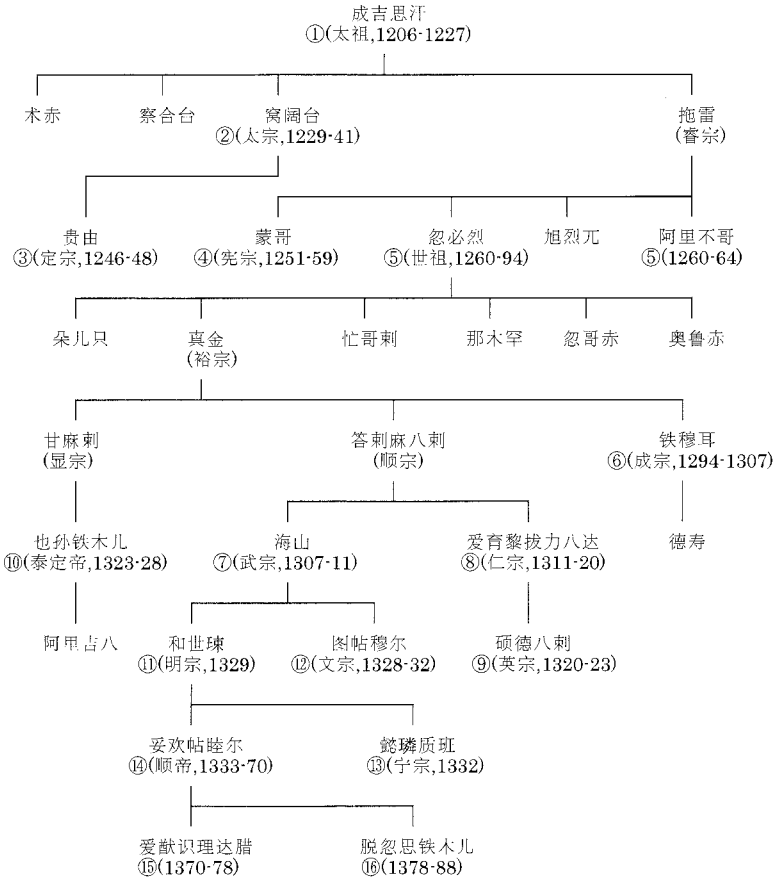 成吉思汗
①(太祖,1206-1227)
术赤 察合台 窝阔台 拖雷
②(太宗,1229-41) (睿宗)
贵由 蒙哥 忽必烈 旭烈兀 阿里不哥
③(定宗,1246-48) ④(宪宗,1251-59) ⑤(世祖,1260-94) ⑤(1260-64)
朵儿只 真金 忙哥剌 那木罕 忽哥赤 奥鲁赤
(裕宗)
甘麻剌 答剌麻八剌 铁穆耳
(显宗) (顺宗) ⑥(成宗,1294-1307)
也孙铁木儿 海山 爱育黎拔力八达 德寿
⑩(泰定帝,1323-28) ⑦(武宗,1307-11) ⑧(仁宗,1311-20)
阿里吉八 和世㻋 图帖穆尔 硕德八剌
⑪(明宗,1329) ⑫(文宗,1328-32) ⑨(英宗,1320-23)
妥欢帖睦尔 懿璘质班
⑭(顺帝,1333-70) ⑬(宁宗,1332)
爱猷识理达腊 脱忽思铁木儿
⑮(1370-78) ⑯(1378-88)